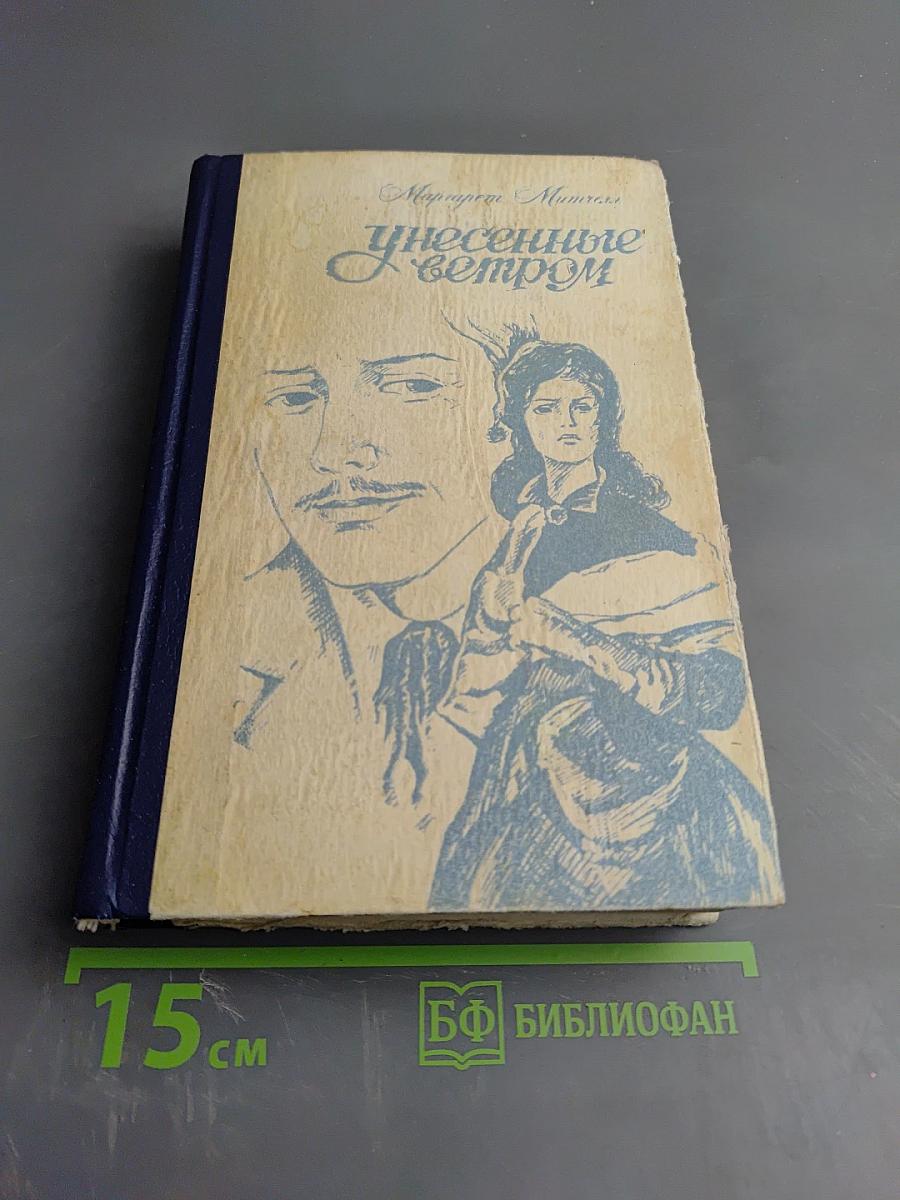 Маргарет Митчелл
унесенные
ветром
15 см
БФ БИБЛИОФАН